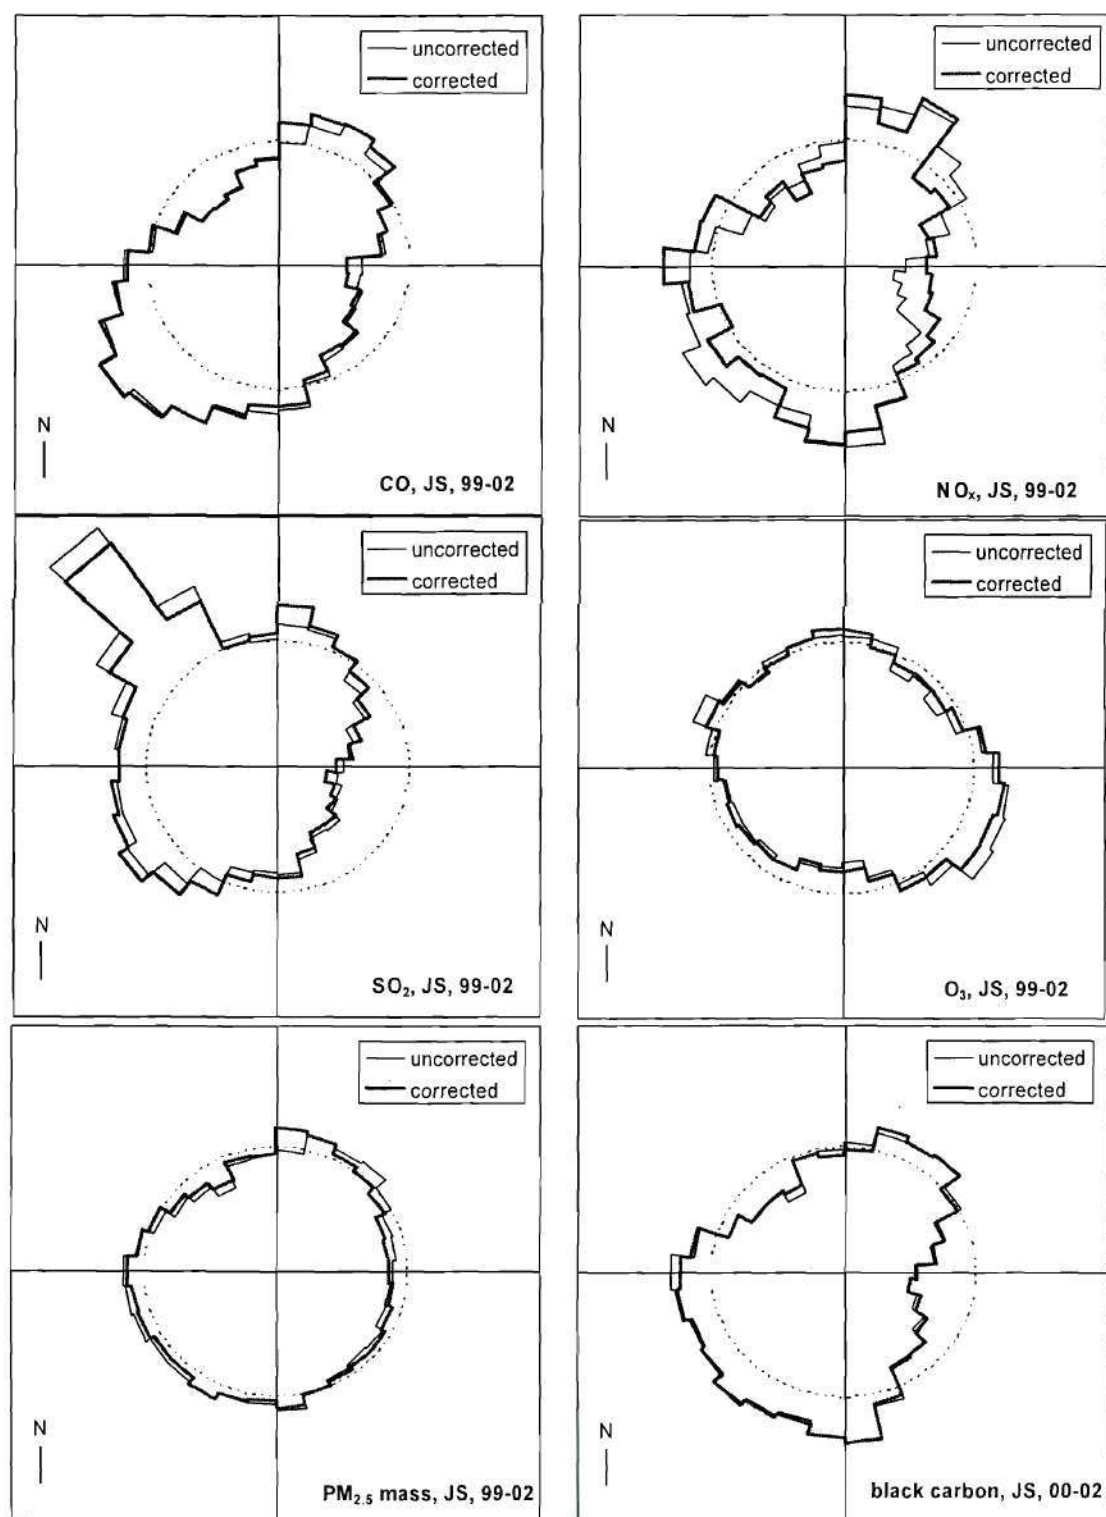 uncorrected
corrected
N
CO, JS, 99-02
uncorrected
corrected
N
NOₓ, JS, 99-02
uncorrected
corrected
N
SO₂, JS, 99-02
uncorrected
corrected
N
O₃, JS, 99-02
uncorrected
corrected
N
PM₂.₅ mass, JS, 99-02
uncorrected
corrected
N
black carbon, JS, 00-02